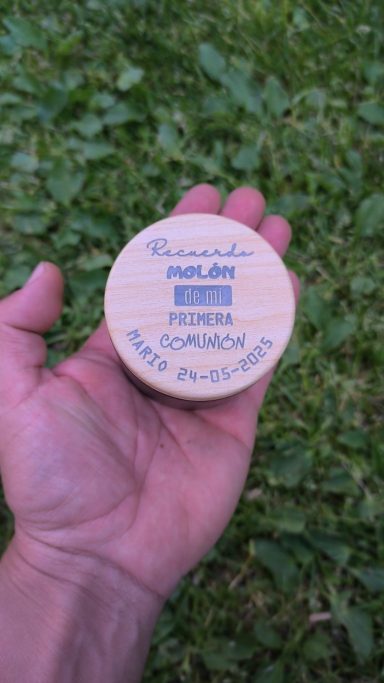 Recuerdo
MOLÓN
de mi
PRIMERA
COMUNIÓN
MARIO 24-05-2025